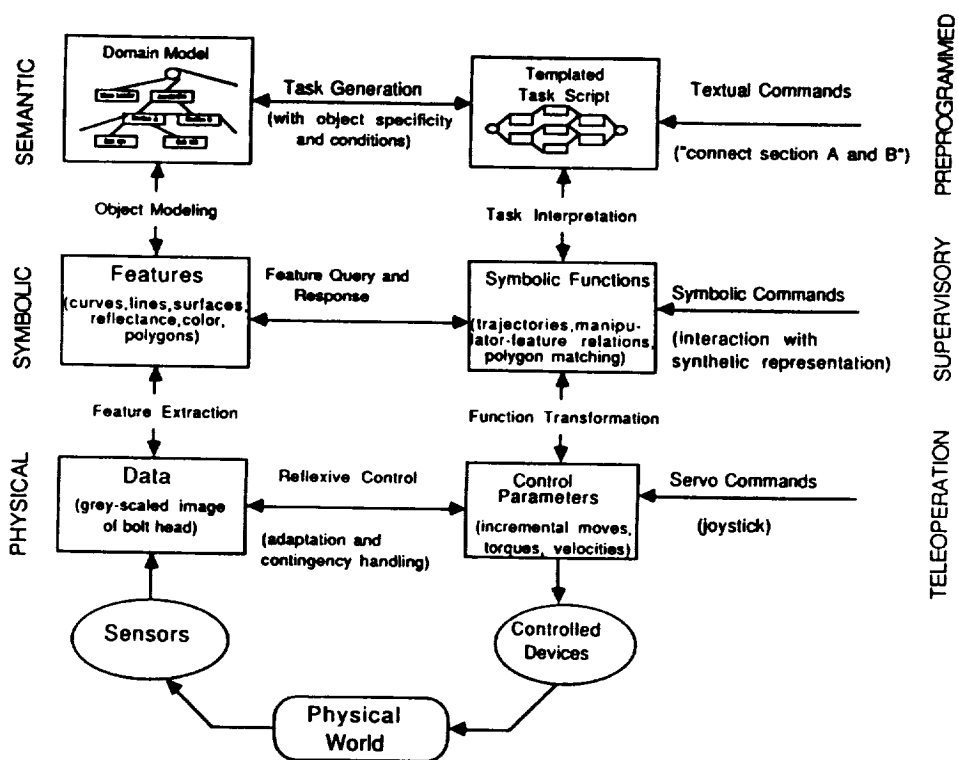 SEMANTIC
Domain Model
Task Generation
(with object specificity
and conditions)
Templated
Task Script
Textual Commands
("connect section A and B")
PREPROGRAMMED
Object Modeling
Task Interpretation
SYMBOLIC
Features
(curves,lines,surfaces,
reflectance,color,
polygons)
Feature Query and
Response
Symbolic Functions
(trajectories,manipu-
lator-feature relations,
polygon matching)
Symbolic Commands
(interaction with
synthetic representation)
SUPERVISORY
Feature Extraction
Function Transformation
PHYSICAL
Data
(grey-scaled image
of bolt head)
Reflexive Control
(adaptation and
contingency handling)
Control
Parameters
(incremental moves,
torques, velocities)
Servo Commands
(joystick)
TELEOPERATION
Sensors
Controlled
Devices
Physical
World